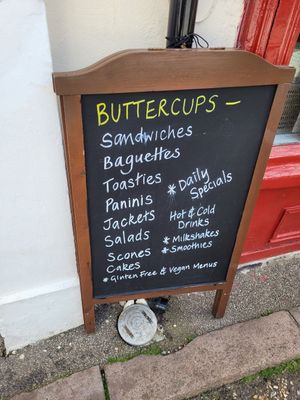 BUTTERCUPS –
Sandwiches
Baguettes
Toasties
Paninis
Jackets
Salads
Scones
Cakes
* Daily
Specials
Hot & Cold
Drinks
* Milkshakes
* Smoothies
* Gluten Free & Vegan Menus